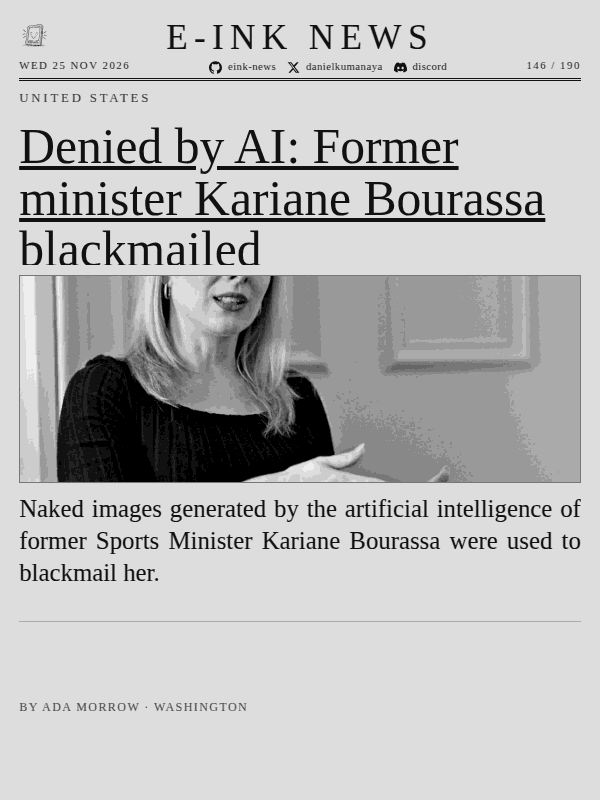 E-INK NEWS
WED 25 NOV 2026
eink-news
danielkumanaya
discord
146 / 190
UNITED STATES
Denied by AI: Former
minister Kariane Bourassa
blackmailed
Naked images generated by the artificial intelligence of
former Sports Minister Kariane Bourassa were used to
blackmail her.
BY ADA MORROW · WASHINGTON